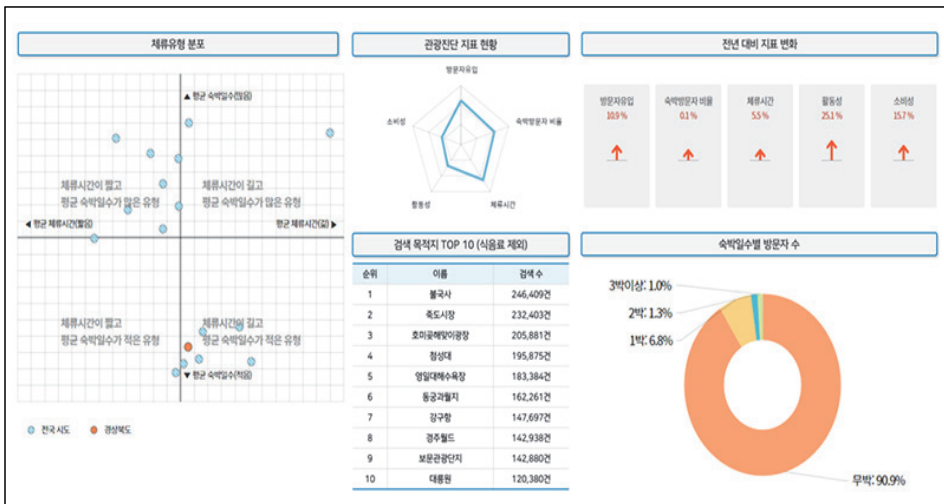 체류유형 분포
▲ 평균 숙박일수(많음)
체류시간이 짧고
평균 숙박일수가 많은 유형
체류시간이 길고
평균 숙박일수가 많은 유형
◀ 평균 체류시간(짧음)
평균 체류시간(긺) ▶
체류시간이 짧고
평균 숙박일수가 적은 유형
체류시간이 길고
평균 숙박일수가 적은 유형
▼ 평균 숙박일수(적음)
전국 시도
경상북도
관광진단 지표 현황
방문자유입
소비성
숙박방문자 비율
활동성
체류시간
전년 대비 지표 변화
방문자유입 숙박방문자 비율 체류시간 활동성 소비성
10.9 % 0.1 % 5.5 % 25.1 % 15.7 %
검색 목적지 TOP 10 (식음료 제외)
순위 이름 검색 수
1 불국사 246,409건
2 죽도시장 232,403건
3 호미곶해맞이광장 205,881건
4 첨성대 195,875건
5 영일대해수욕장 183,384건
6 동궁과월지 162,261건
7 강구항 147,697건
8 경주월드 142,938건
9 보문관광단지 142,880건
10 대릉원 120,380건
숙박일수별 방문자 수
3박이상: 1.0%
2박: 1.3%
1박: 6.8%
무박: 90.9%